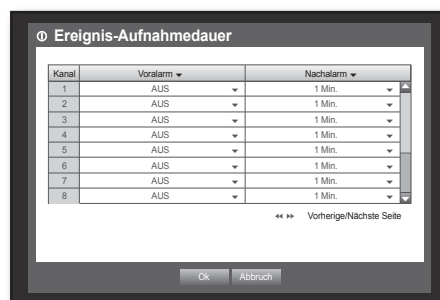 Ereignis-Aufnahmedauer
Kanal Voralarm Nachalarm
1 AUS 1 Min.
2 AUS 1 Min.
3 AUS 1 Min.
4 AUS 1 Min.
5 AUS 1 Min.
6 AUS 1 Min.
7 AUS 1 Min.
8 AUS 1 Min.
Vorherige/Nächste Seite
Ok Abbruch